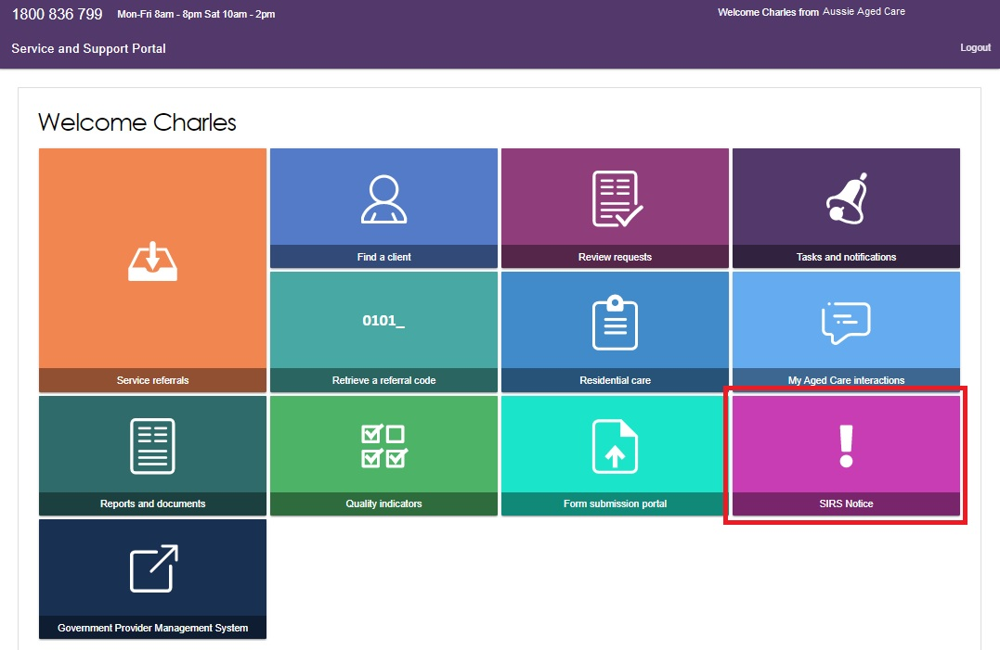 1800 836 799 Mon-Fri 8am - 8pm Sat 10am - 2pm Welcome Charles from Aussie Aged Care
Service and Support Portal Logout
Welcome Charles
Find a client Review requests Tasks and notifications
0101_
Service referrals Retrieve a referral code Residential care My Aged Care interactions
Reports and documents Quality indicators Form submission portal SIRS Notice
Government Provider Management System